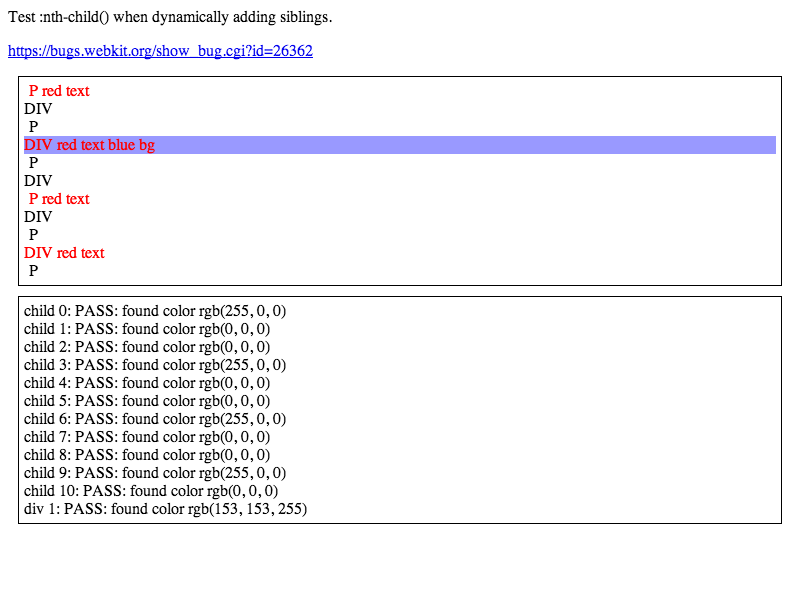 Test :nth-child() when dynamically adding siblings.
https://bugs.webkit.org/show_bug.cgi?id=26362
P red text
DIV
P
DIV red text blue bg
P
DIV
P red text
DIV
P
DIV red text
P
child 0: PASS: found color rgb(255, 0, 0)
child 1: PASS: found color rgb(0, 0, 0)
child 2: PASS: found color rgb(0, 0, 0)
child 3: PASS: found color rgb(255, 0, 0)
child 4: PASS: found color rgb(0, 0, 0)
child 5: PASS: found color rgb(0, 0, 0)
child 6: PASS: found color rgb(255, 0, 0)
child 7: PASS: found color rgb(0, 0, 0)
child 8: PASS: found color rgb(0, 0, 0)
child 9: PASS: found color rgb(255, 0, 0)
child 10: PASS: found color rgb(0, 0, 0)
div 1: PASS: found color rgb(153, 153, 255)